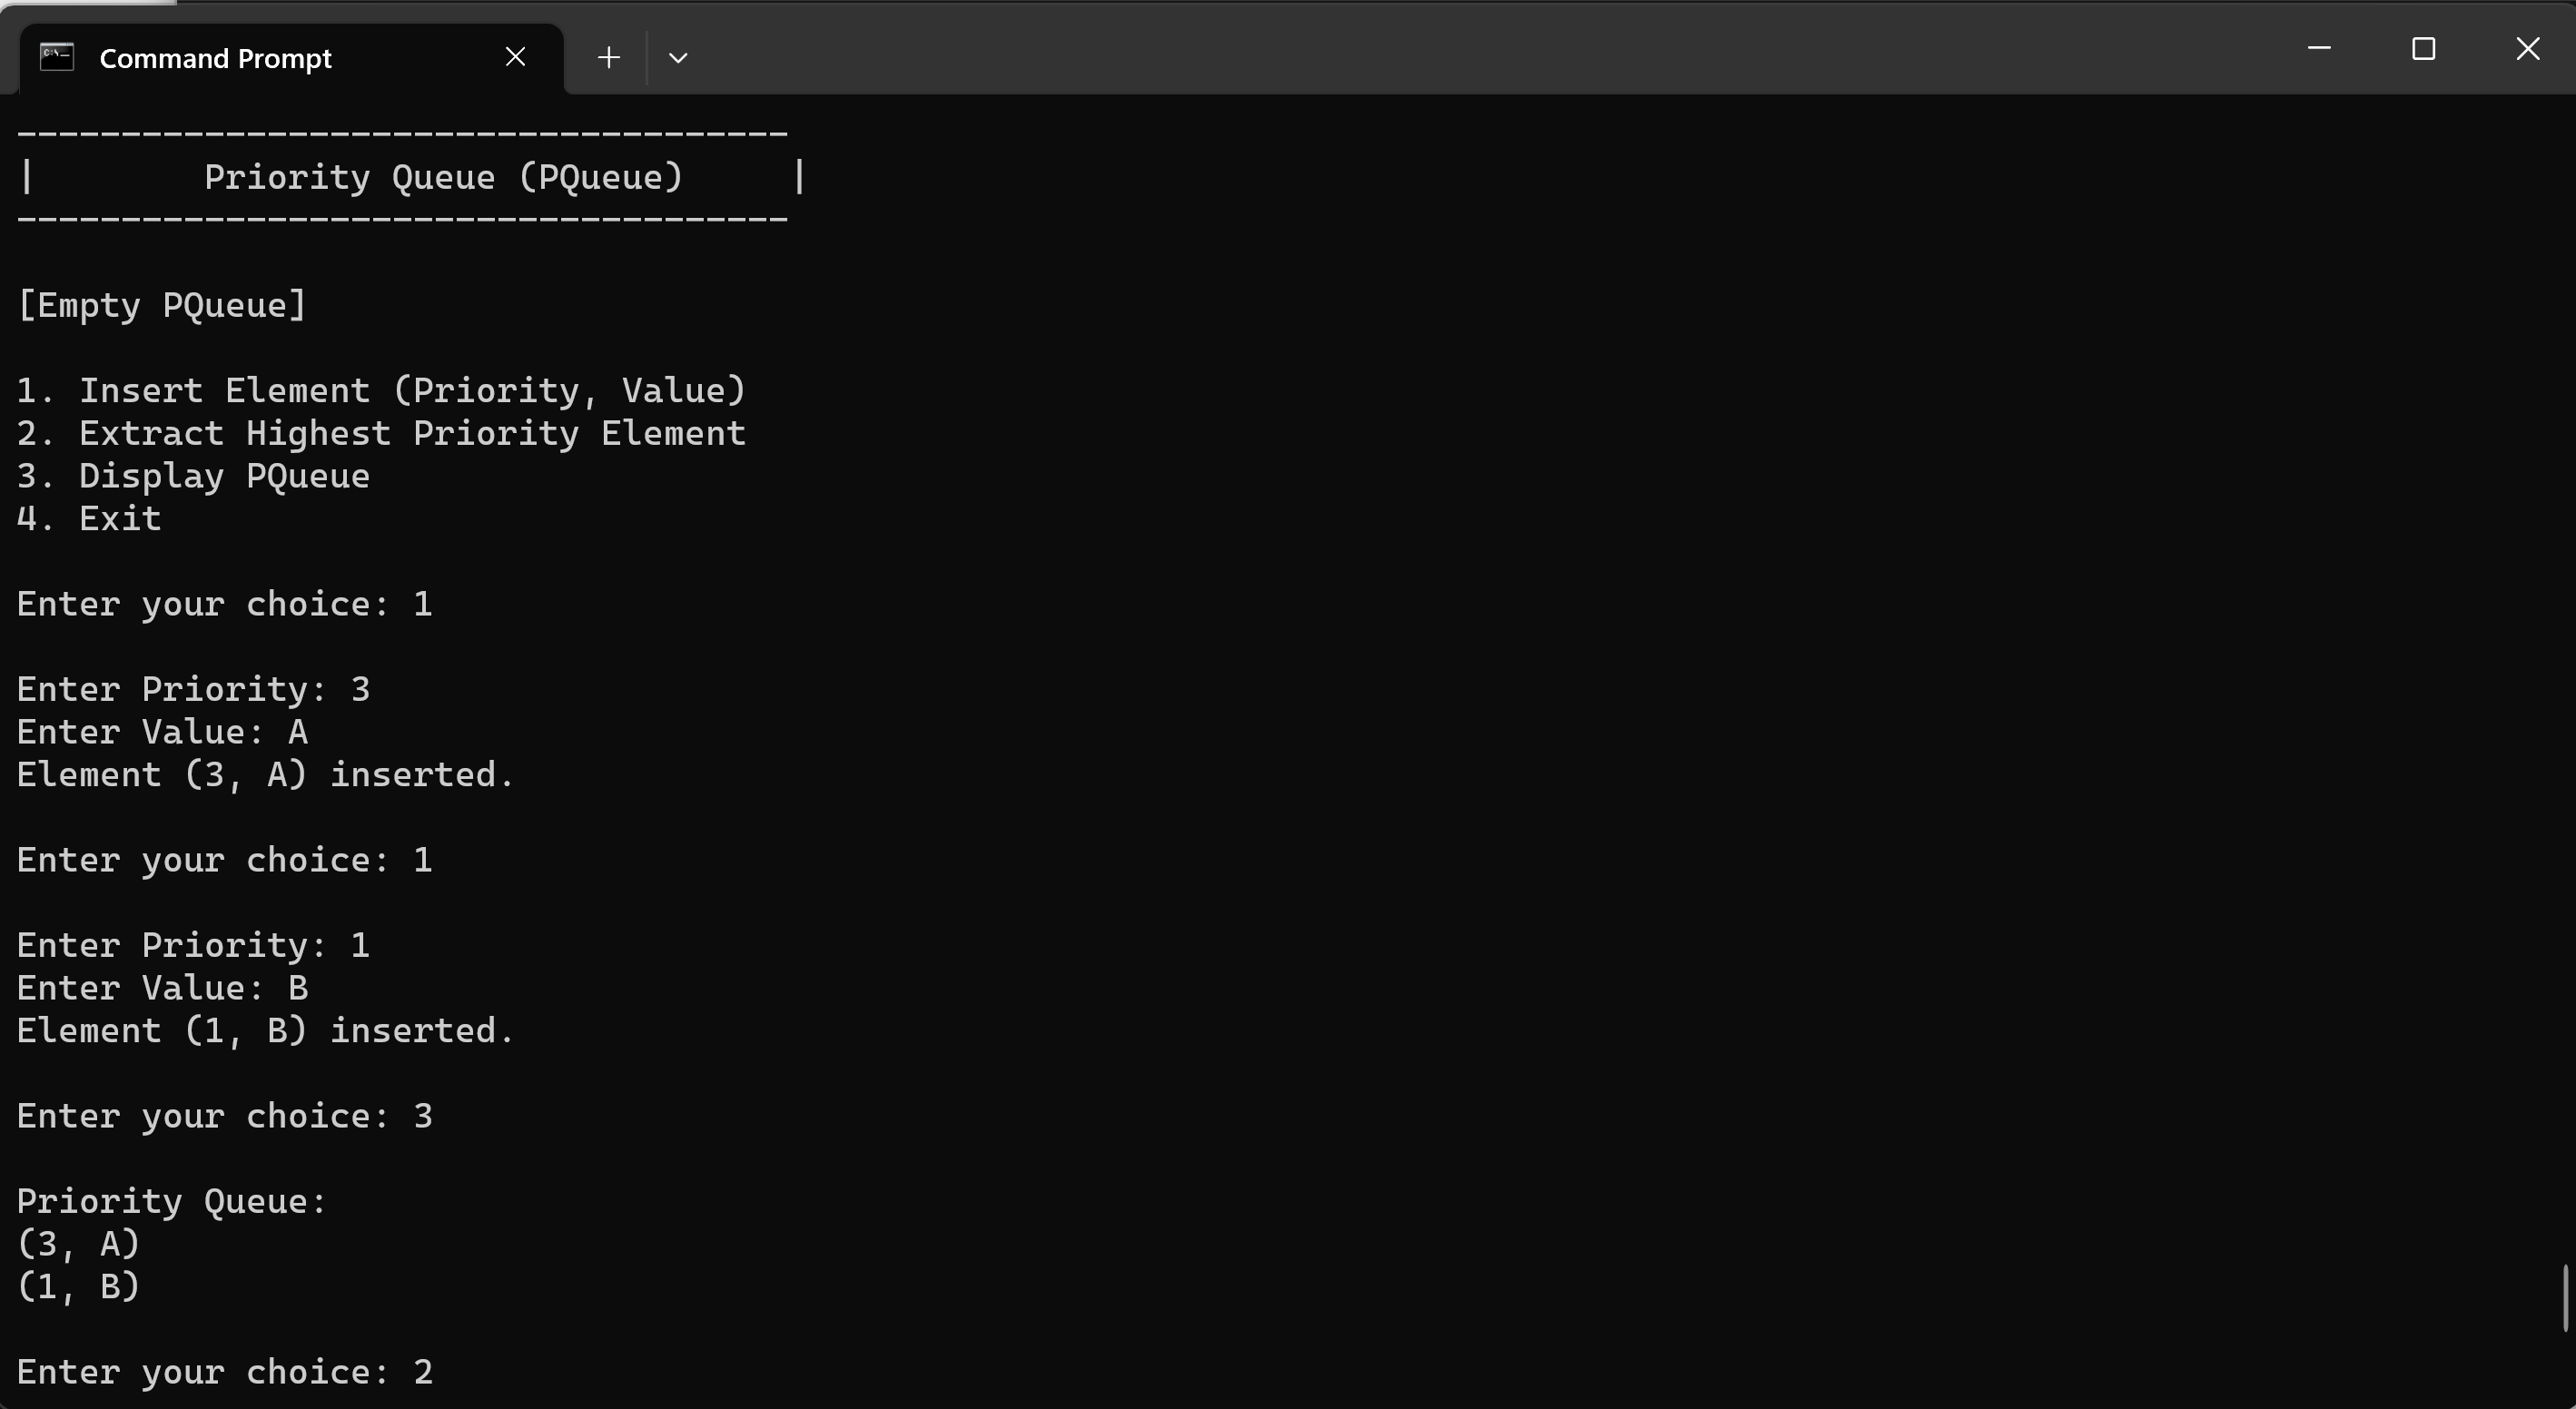 Command Prompt
-------------------------------------
|        Priority Queue (PQueue)     |
-------------------------------------
[Empty PQueue]
1. Insert Element (Priority, Value)
2. Extract Highest Priority Element
3. Display PQueue
4. Exit
Enter your choice: 1
Enter Priority: 3
Enter Value: A
Element (3, A) inserted.
Enter your choice: 1
Enter Priority: 1
Enter Value: B
Element (1, B) inserted.
Enter your choice: 3
Priority Queue:
(3, A)
(1, B)
Enter your choice: 2